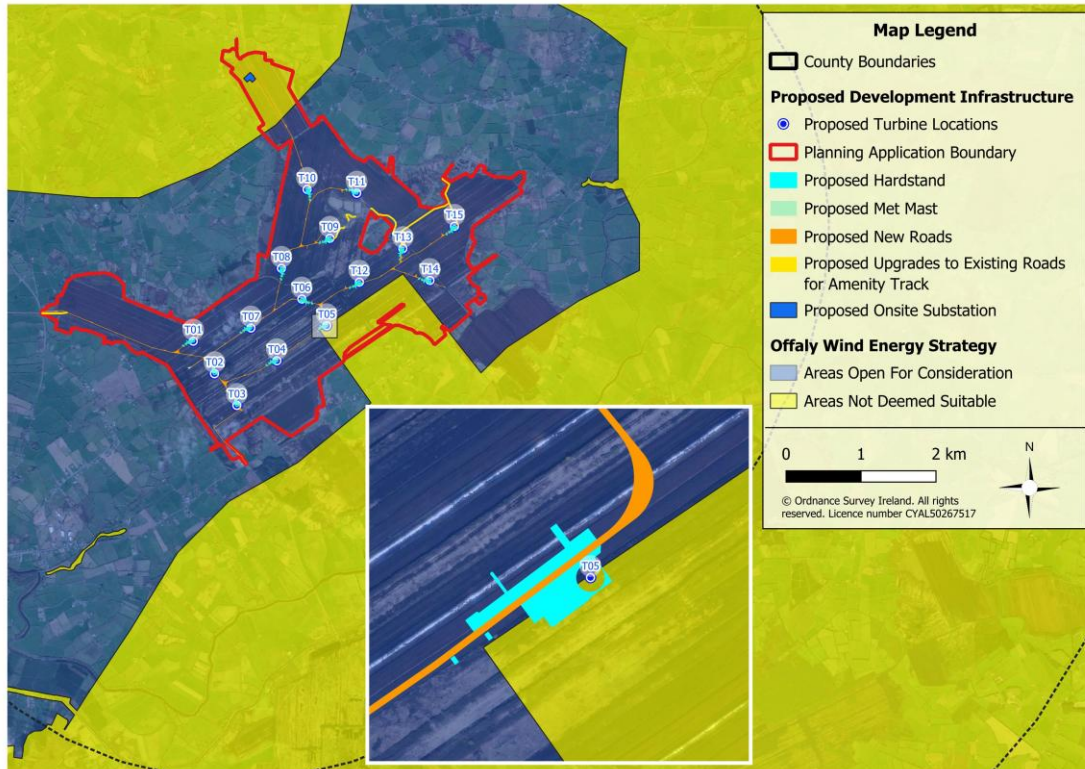 Map Legend
County Boundaries
Proposed Development Infrastructure
Proposed Turbine Locations
Planning Application Boundary
Proposed Hardstand
Proposed Met Mast
Proposed New Roads
Proposed Upgrades to Existing Roads
for Amenity Track
Proposed Onsite Substation
Offaly Wind Energy Strategy
Areas Open For Consideration
Areas Not Deemed Suitable
0 1 2 km
N
© Ordnance Survey Ireland. All rights
reserved. Licence number CYAL50267517
T10
T11
T15
T09
T13
T08
T14
T12
T06
T05
T07
T01
T04
T02
T03
T05